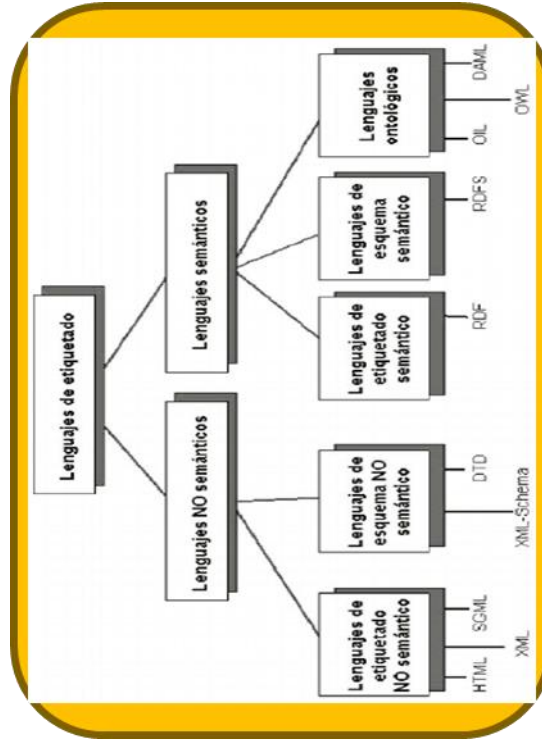 Lenguajes de etiquetado
Lenguajes NO semánticos
Lenguajes semánticos
Lenguajes de
etiquetado
NO semántico
Lenguajes de
esquema NO
semántico
Lenguajes de
etiquetado
semántico
Lenguajes de
esquema
semántico
Lenguajes
ontológicos
HTML
XML
SGML
XML-Schema
DTD
RDF
RDFS
OIL
OWL
DAML